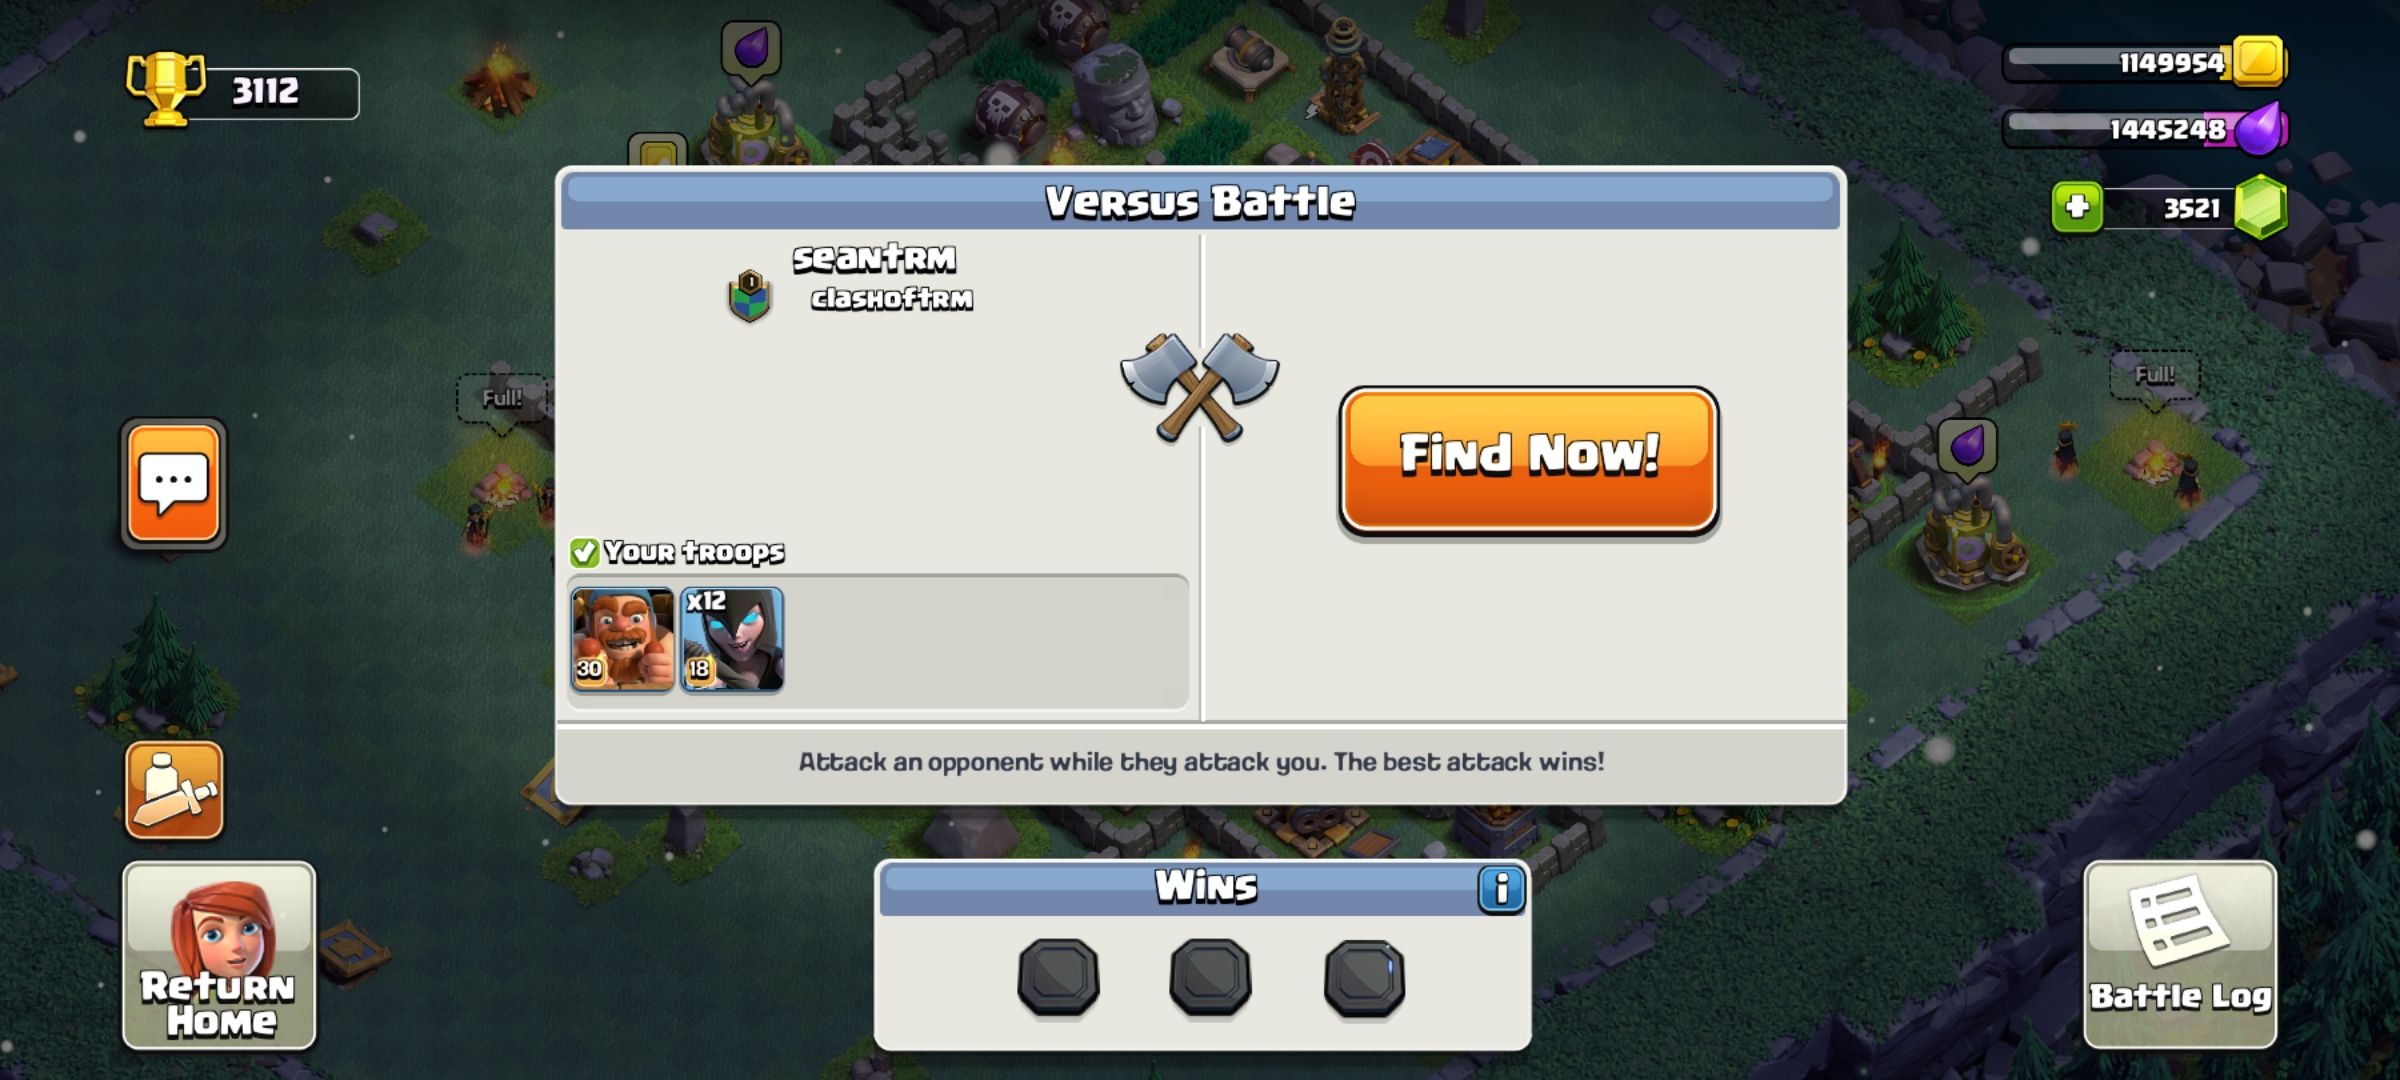 3112
1149954
1445248
3521
Versus Battle
seantrm
clashoftrm
Full!
Full!
Find Now!
Your troops
x12
30
18
Attack an opponent while they attack you. The best attack wins!
Wins
i
Return
Home
Battle Log